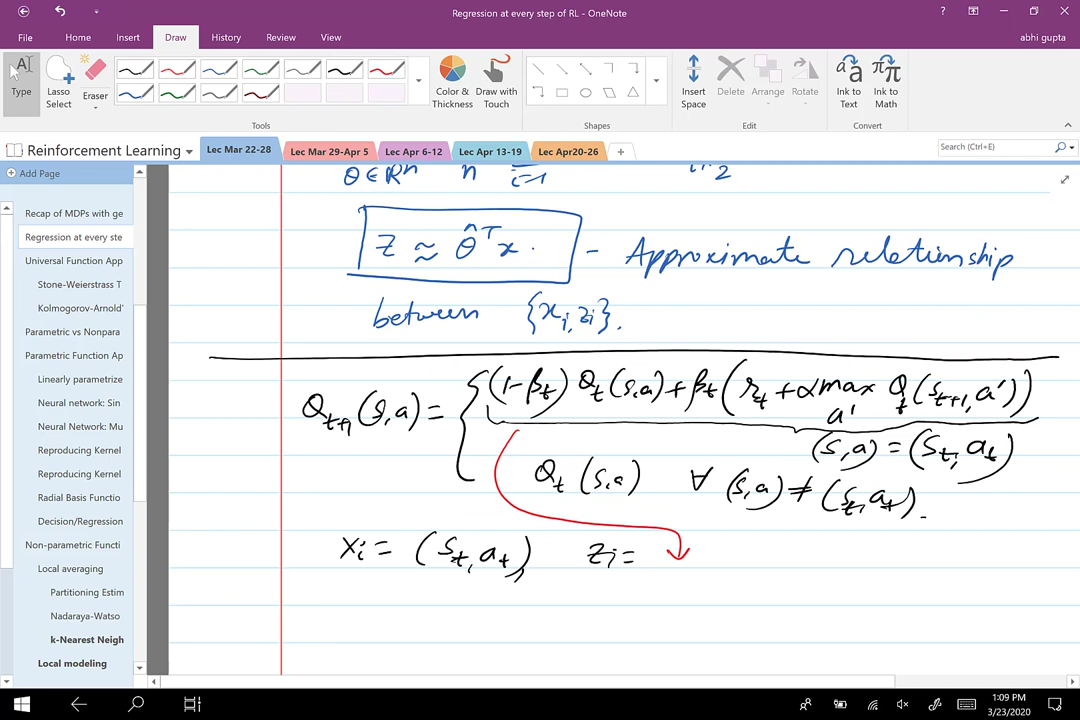 Regression at every step of RL - OneNote
File Home Insert Draw History Review View
abhi gupta
Type
Lasso Select
Eraser
Color & Thickness
Draw with Touch
Insert Space
Delete
Arrange
Rotate
Ink to Text
Ink to Math
Tools
Shapes
Edit
Convert
Reinforcement Learning
Lec Mar 22-28
Lec Mar 29-Apr 5
Lec Apr 6-12
Lec Apr 13-19
Lec Apr20-26
Search (Ctrl+E)
Add Page
Recap of MDPs with ge
Regression at every ste
Universal Function App
Stone-Weierstrass T
Kolmogorov-Arnold'
Parametric vs Nonpara
Parametric Function Ap
Linearly parametrize
Neural network: Sin
Neural Network: Mu
Reproducing Kernel
Reproducing Kernel
Radial Basis Functio
Decision/Regression
Non-parametric Functi
Local averaging
Partitioning Estim
Nadaraya-Watso
k-Nearest Neigh
Local modeling
θ∈ℝⁿ n i=1
z ≈ θ̂ᵀx. - Approximate relationship
between {x_i, z_i}.
Q_{t+1}(s,a) = { (1-β_t) Q_t(s,a) + β_t (r_t + α max_{a'} Q_t(s_{t+1}, a'))
(s,a) = (s_t, a_t)
Q_t(s,a) ∀ (s,a) ≠ (s_t, a_t).
x_i = (s_t, a_t) z_i =
1:09 PM
3/23/2020